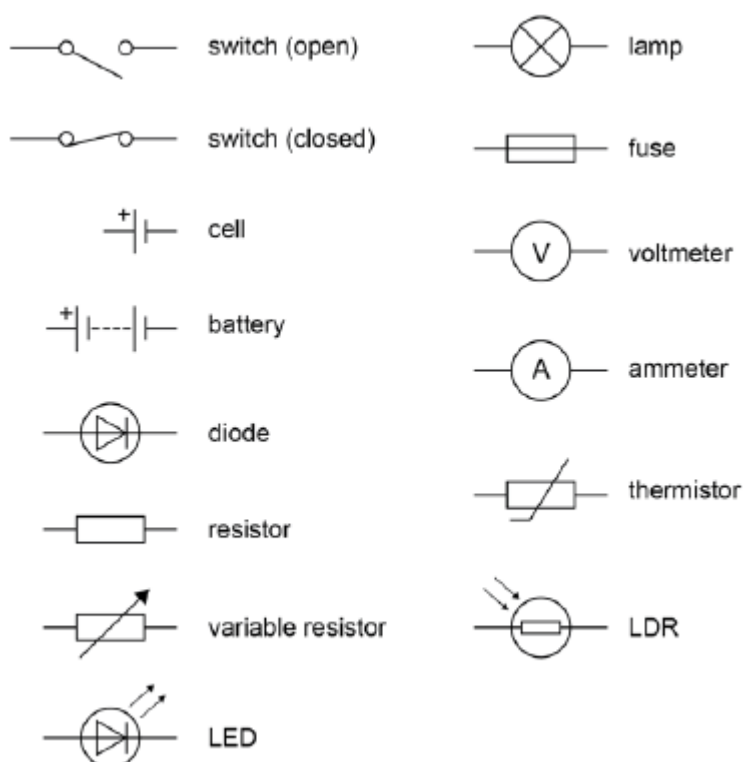 switch (open)
switch (closed)
+
cell
+
battery
diode
resistor
variable resistor
LED
lamp
fuse
V
voltmeter
A
ammeter
thermistor
LDR